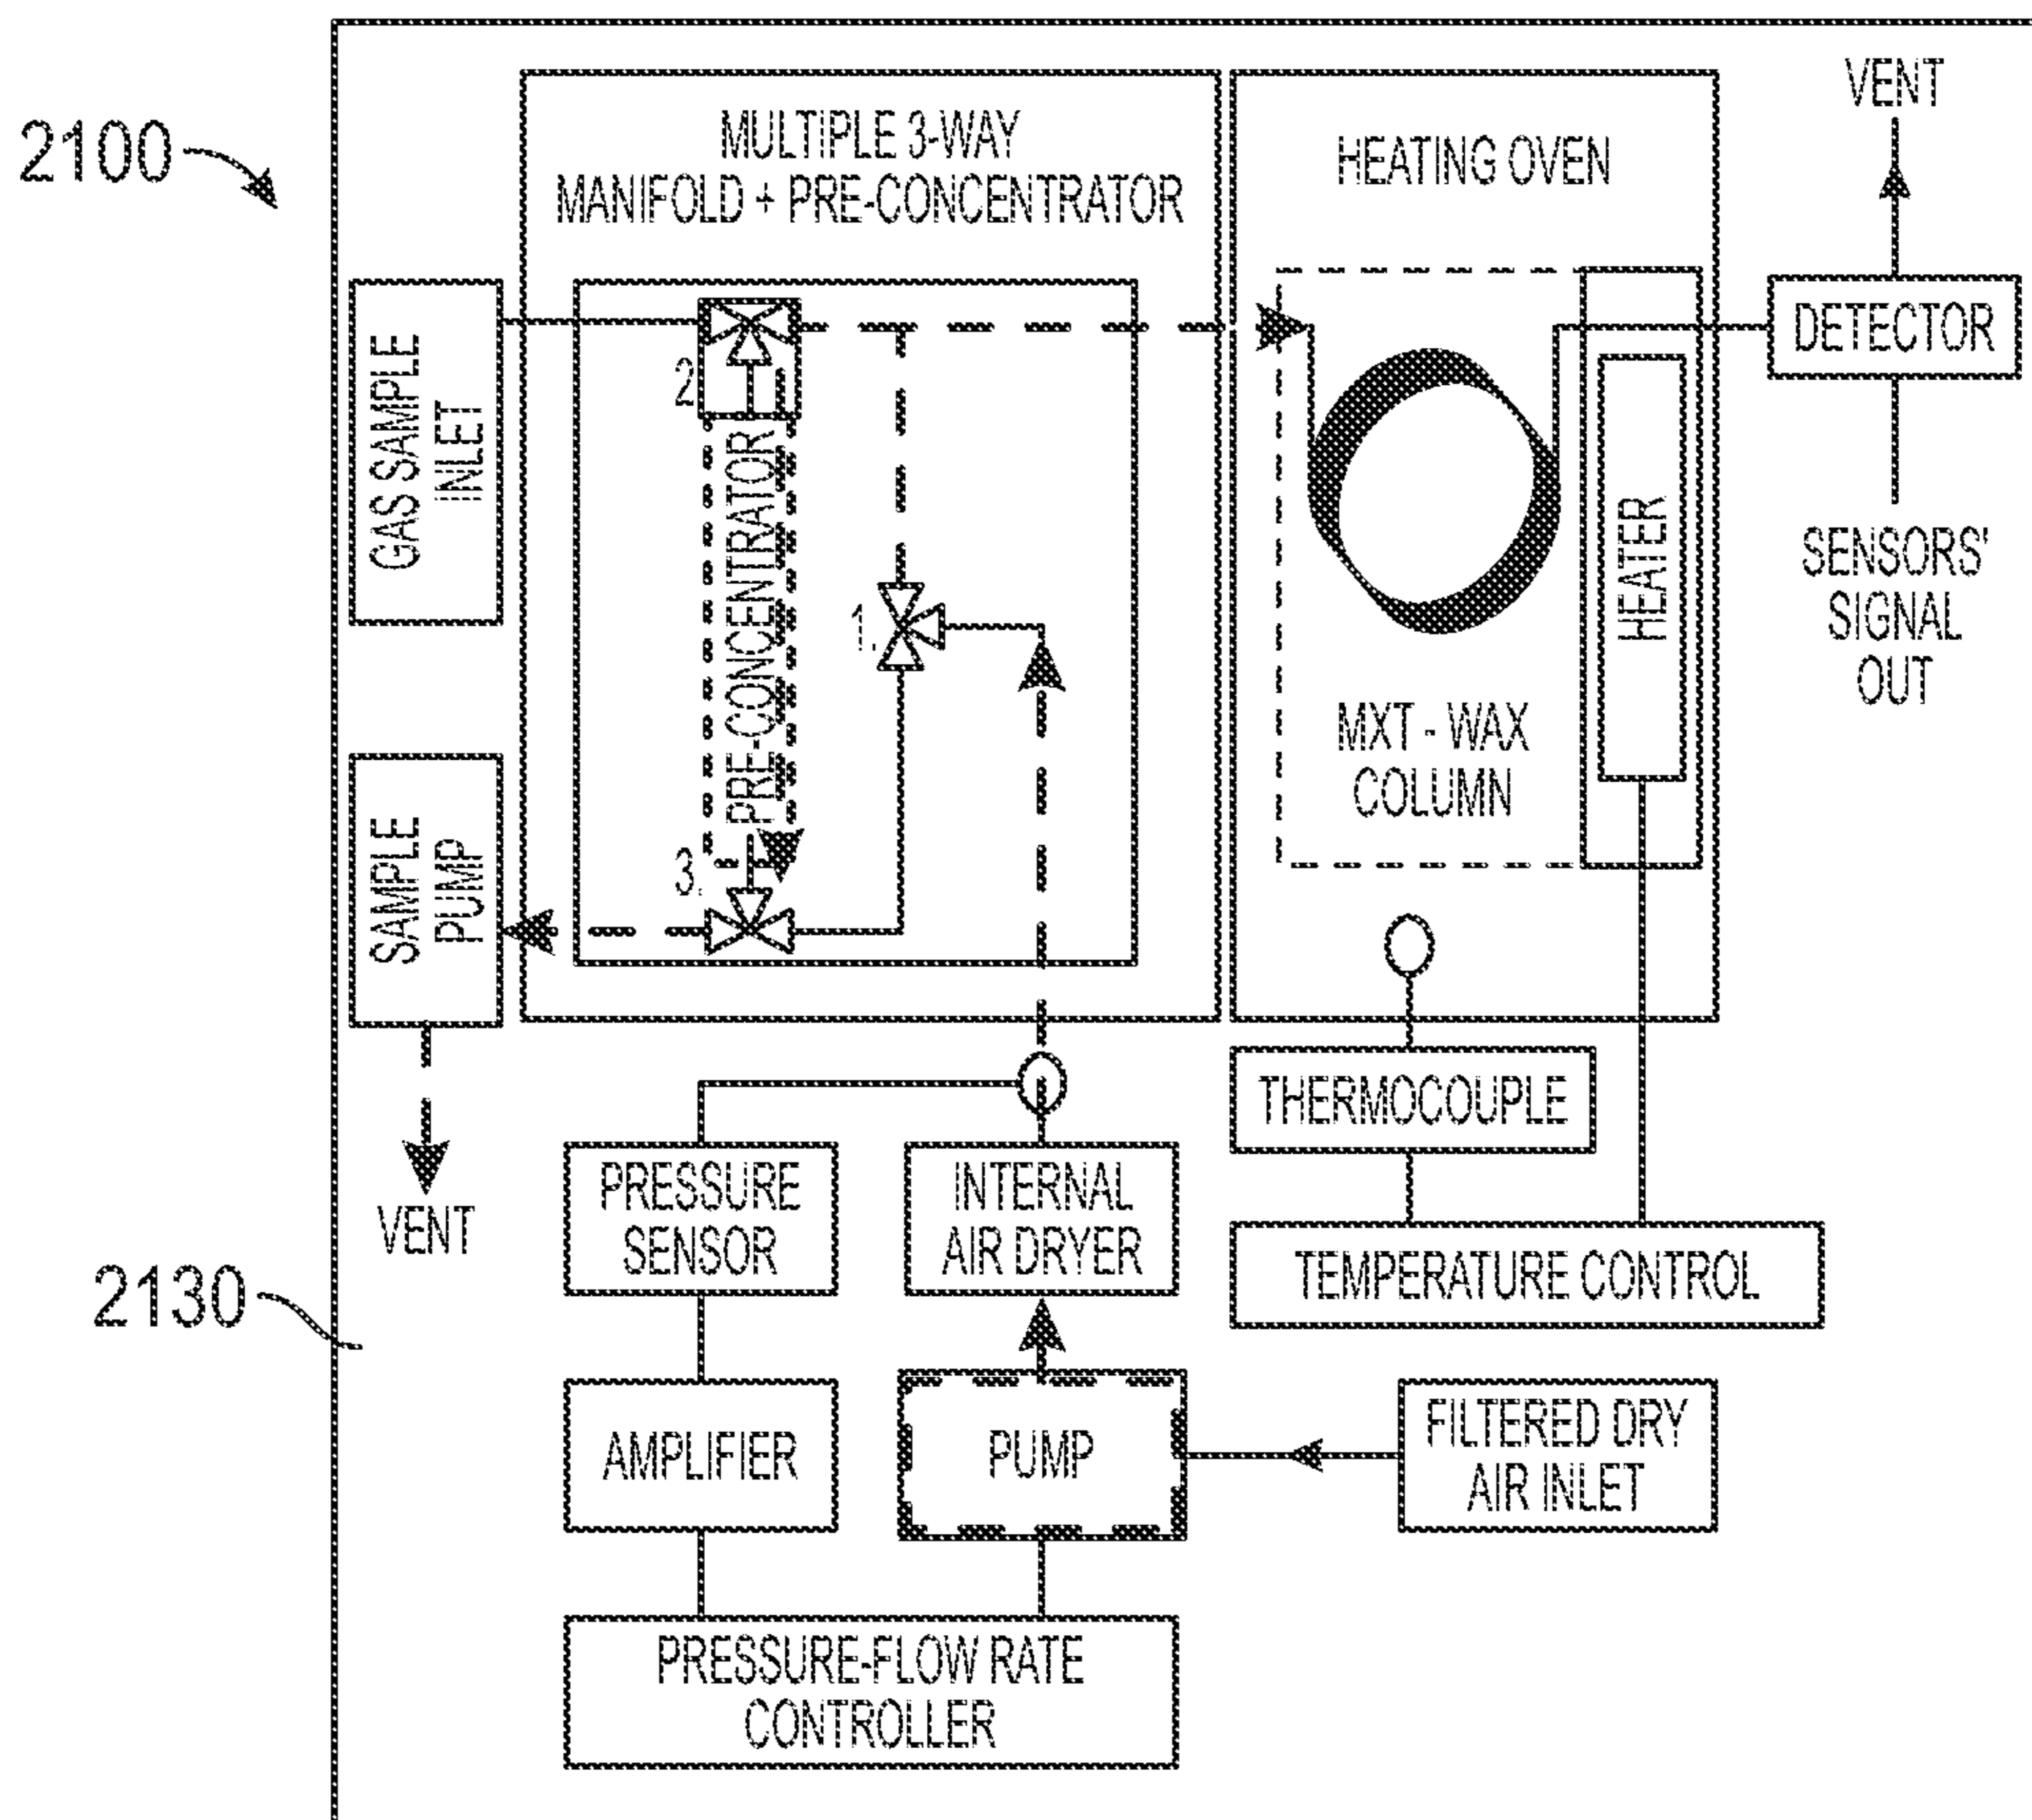 2100
MULTIPLE 3-WAY
MANIFOLD + PRE-CONCENTRATOR
HEATING OVEN
VENT
GAS SAMPLE
INLET
2
PRE-CONCENTRATOR
1.
3.
DETECTOR
SENSORS'
SIGNAL
OUT
HEATER
MXT - WAX
COLUMN
SAMPLE
PUMP
VENT
2130
PRESSURE
SENSOR
INTERNAL
AIR DRYER
THERMOCOUPLE
TEMPERATURE CONTROL
AMPLIFIER
PUMP
FILTERED DRY
AIR INLET
PRESSURE-FLOW RATE
CONTROLLER